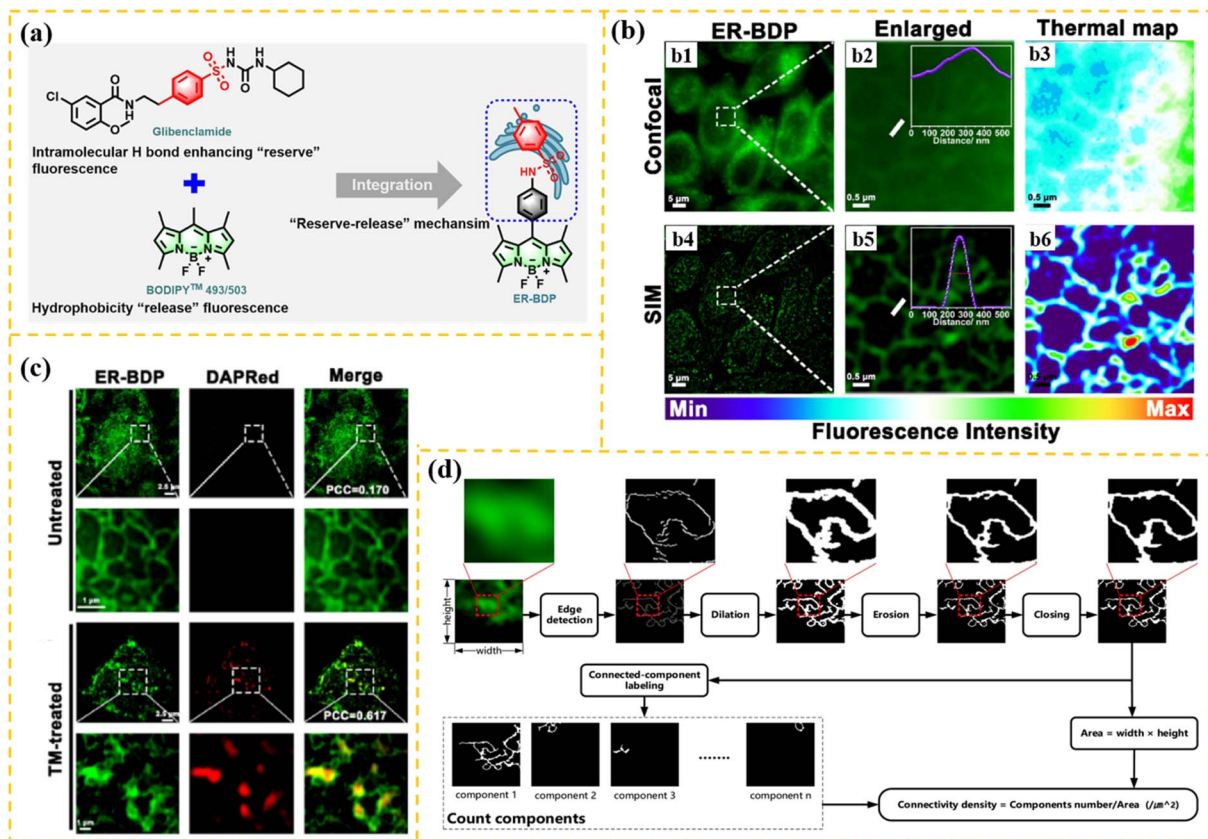 (a)
Cl
O
N
H
O
O
S
O
H
N
O
H
N
Glibenclamide
Intramolecular H bond enhancing “reserve”
fluorescence
BODIPY™ 493/503
Hydrophobicity “release” fluorescence
N
B
N
+
F
F
Integration
“Reserve-release” mechansim
HN
S
O
O
N
B
N
+
F
F
ER-BDP
(b)
ER-BDP
Enlarged
Thermal map
Confocal
b1
5 μm
b2
0 100 200 300 400 500
Distance/ nm
0.5 μm
b3
0.5 μm
SIM
b4
5 μm
b5
0 100 200 300 400 500
Distance/ nm
0.5 μm
b6
0.5 μm
Min
Max
Fluorescence Intensity
(c)
ER-BDP
DAPRed
Merge
Untreated
2.5 μm
PCC=0.170
1 μm
TM-treated
2.5 μm
PCC=0.617
1 μm
(d)
height
width
Edge
detection
Dilation
Erosion
Closing
Connected-component
labeling
Area = width × height
component 1
component 2
component 3
.......
component n
Count components
Connectivity density = Components number/Area (/μm^2)